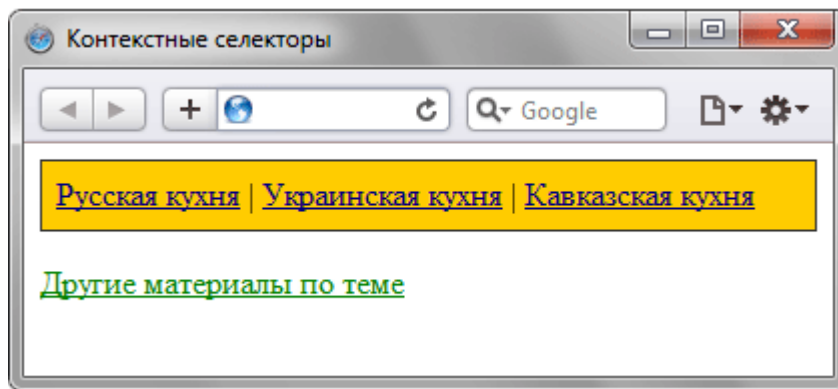 Контекстные селекторы
Google
Русская кухня | Украинская кухня | Кавказская кухня
Другие материалы по теме